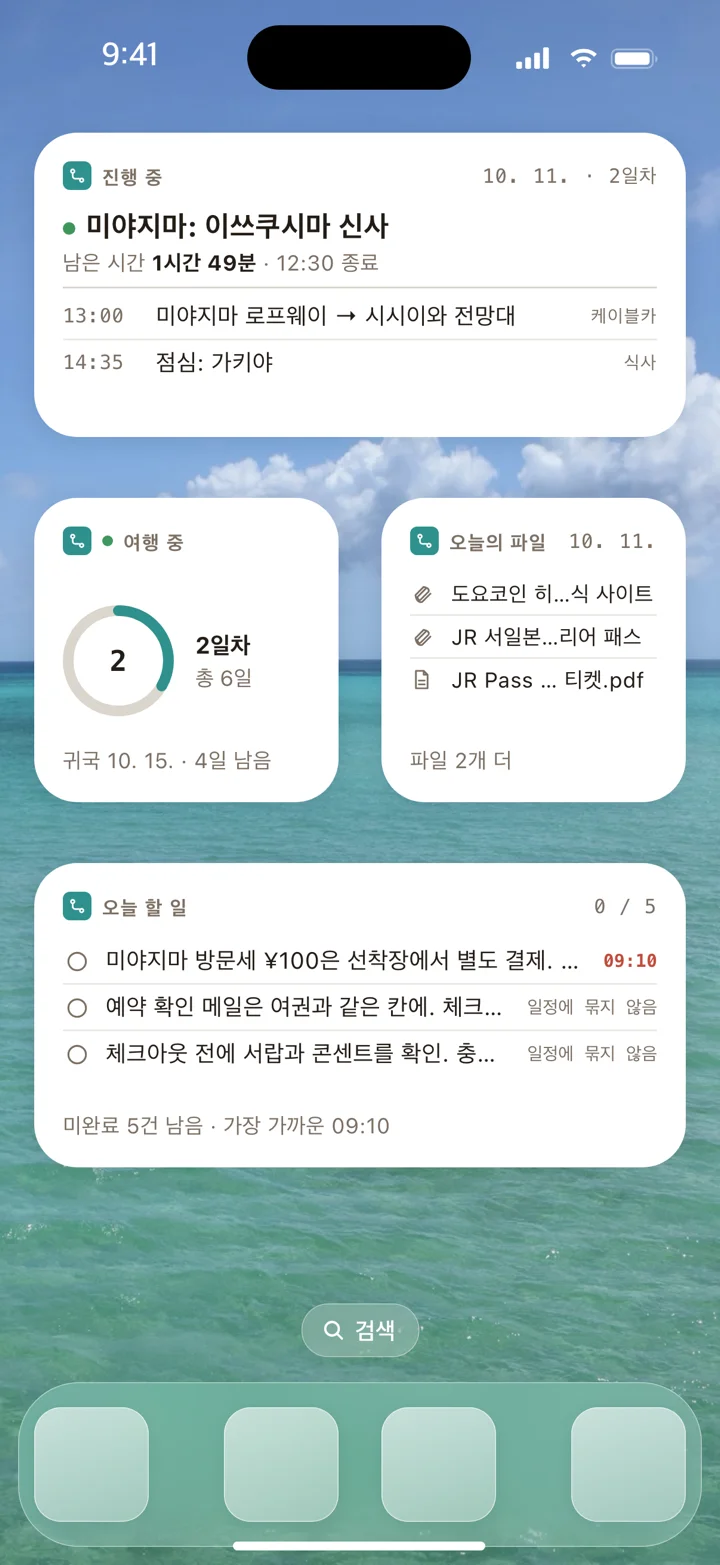 9:41
진행 중
10. 11. · 2일차
미야지마: 이쓰쿠시마 신사
남은 시간 1시간 49분 · 12:30 종료
13:00 미야지마 로프웨이 → 시시이와 전망대 케이블카
14:35 점심: 가키야 식사
여행 중
2
2일차
총 6일
귀국 10. 15. · 4일 남음
오늘의 파일 10. 11.
도요코인 히...식 사이트
JR 서일본...리어 패스
JR Pass ... 티켓.pdf
파일 2개 더
오늘 할 일
0 / 5
미야지마 방문세 ¥100은 선착장에서 별도 결제. ... 09:10
예약 확인 메일은 여권과 같은 칸에. 체크... 일정에 묶지 않음
체크아웃 전에 서랍과 콘센트를 확인. 충... 일정에 묶지 않음
미완료 5건 남음 · 가장 가까운 09:10
검색